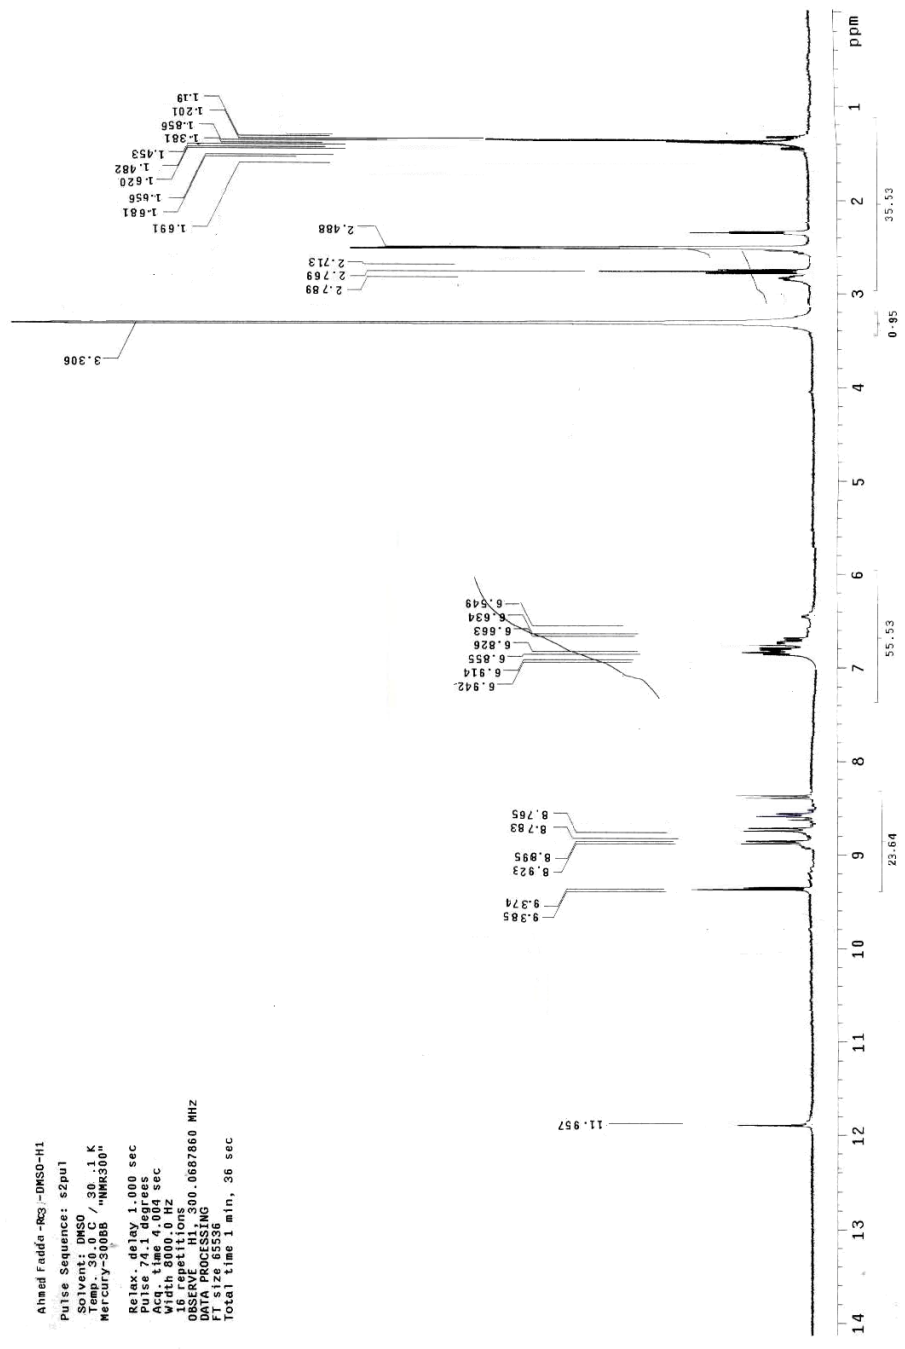 Ahmed Fadda -Rc3 -DMSO-H1
Pulse Sequence: s2pul
Solvent: DMSO
Temp. 30.0 C / 30 .1 K
Mercury-300BB "NMR300"
Relax. delay 1.000 sec
Pulse 74.1 degrees
Acq. time 4.004 sec
Width 8000.0 Hz
16 repetitions
OBSERVE H1, 300.0687860 MHz
DATA PROCESSING
FT size 65536
Total time 1 min, 36 sec
11.957
9.385
9.374
8.923
8.895
8.783
8.765
6.942
6.914
6.855
6.826
6.663
6.634
6.549
3.306
2.789
2.769
2.713
2.488
1.691
1.681
1.656
1.620
1.482
1.453
1.381
1.856
1.201
1.19
14 13 12 11 10 9 8 7 6 5 4 3 2 1 ppm
23.64 55.53 0.95 35.53